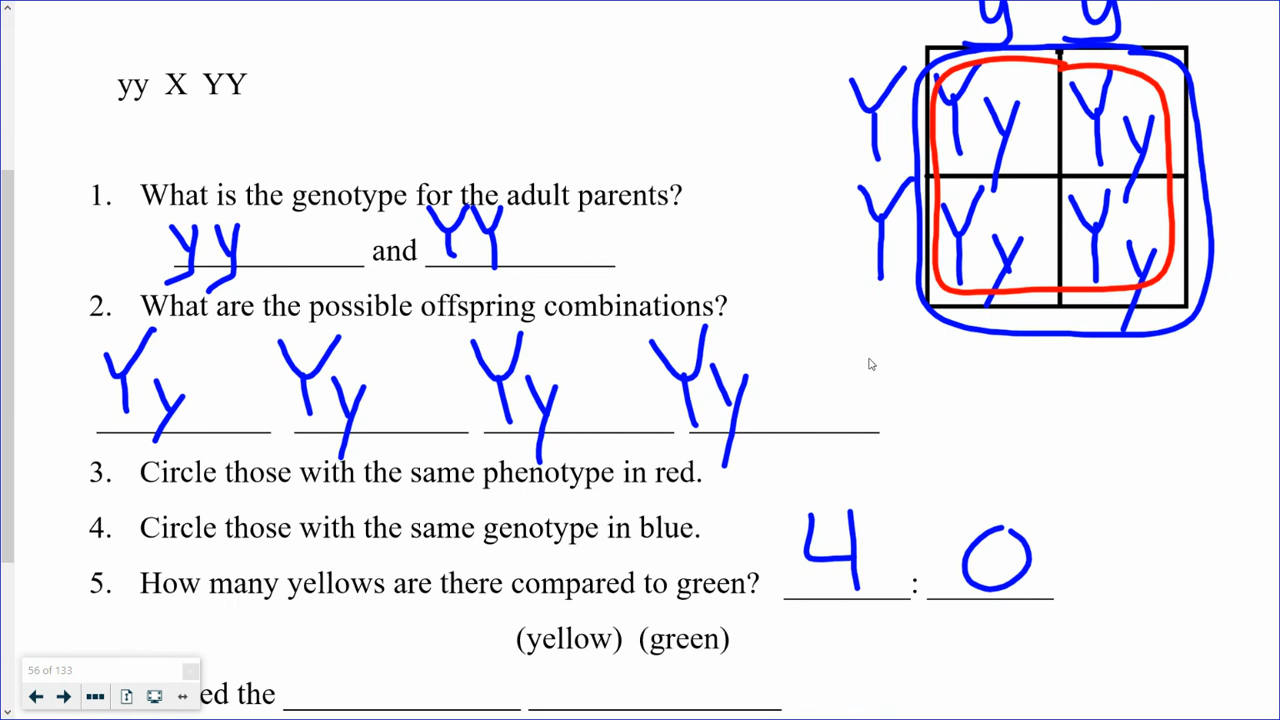 y y
yy X YY
Y Yy Yy
Y Yy Yy
1. What is the genotype for the adult parents?
yy and YY
2. What are the possible offspring combinations?
Yy Yy Yy Yy
3. Circle those with the same phenotype in red.
4. Circle those with the same genotype in blue.
5. How many yellows are there compared to green? 4 : 0
(yellow) (green)
56 of 133
the